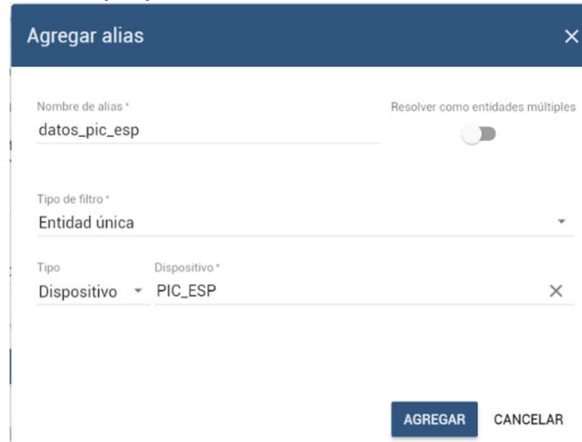 Agregar alias
Nombre de alias *
Resolver como entidades múltiples
datos_pic_esp
Tipo de filtro *
Entidad única
Tipo Dispositivo *
Dispositivo PIC_ESP
AGREGAR CANCELAR